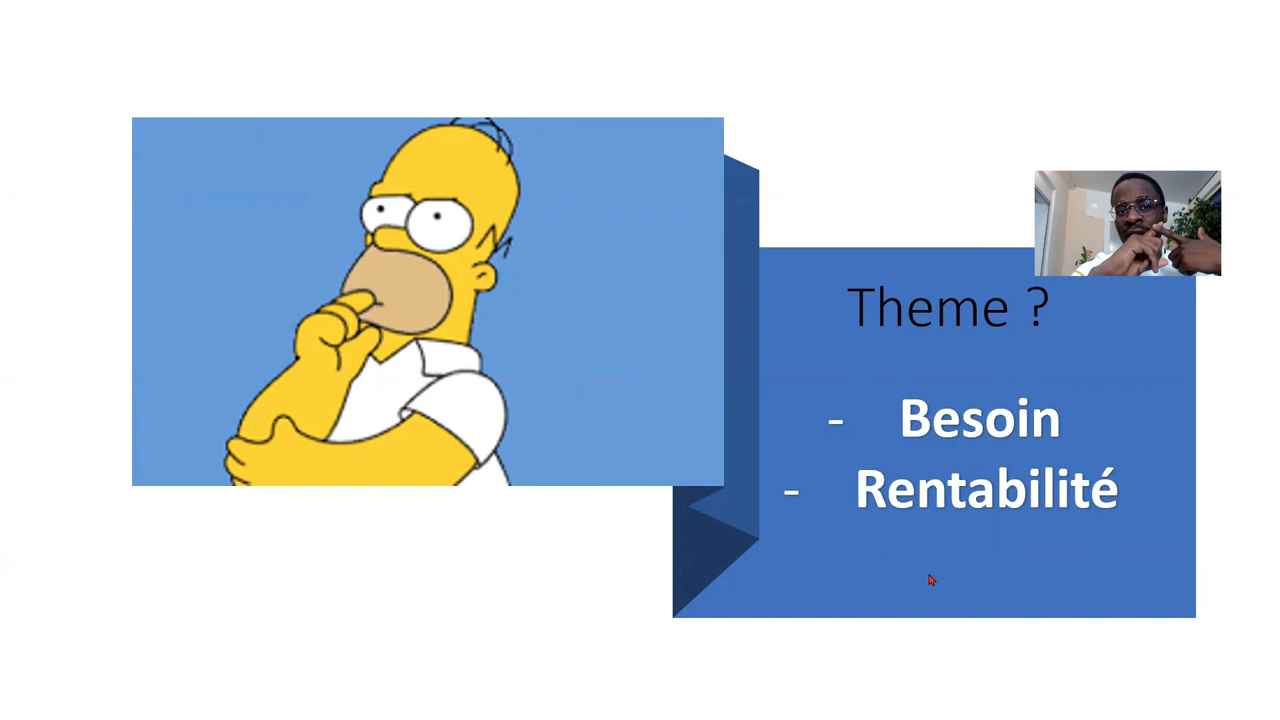 Theme ?
- Besoin
- Rentabilité